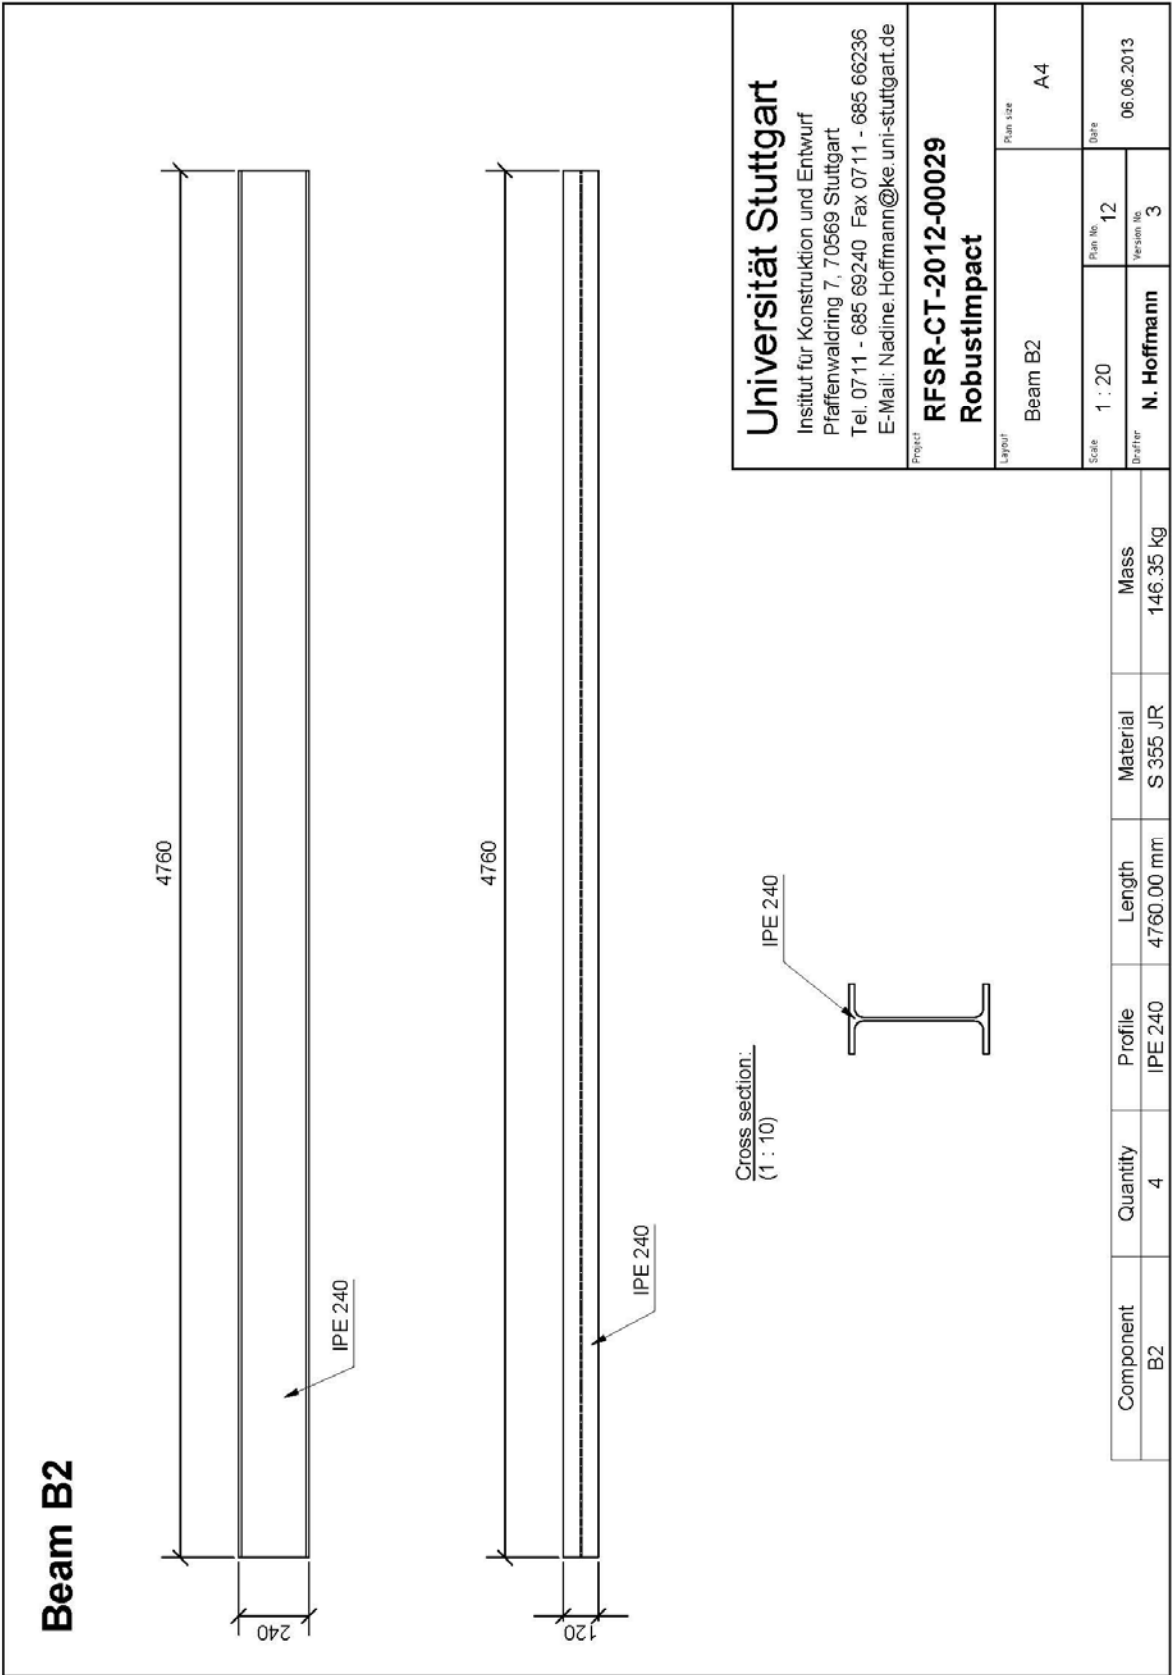 Beam B2
4760
240
IPE 240
4760
120
IPE 240
Cross section:
(1 : 10)
IPE 240
Universität Stuttgart
Institut für Konstruktion und Entwurf
Pfaffenwaldring 7, 70569 Stuttgart
Tel. 0711 - 685 69240 Fax 0711 - 685 66236
E-Mail: Nadine.Hoffmann@ke.uni-stuttgart.de
Project
RFSR-CT-2012-00029
RobustImpact
Layout
Beam B2
Plan size
A4
Scale
1 : 20
Plan No.
12
Date
06.06.2013
Drafter
N. Hoffmann
Version No.
3
Component Quantity Profile Length Material Mass
B2 4 IPE 240 4760.00 mm S 355 JR 146.35 kg